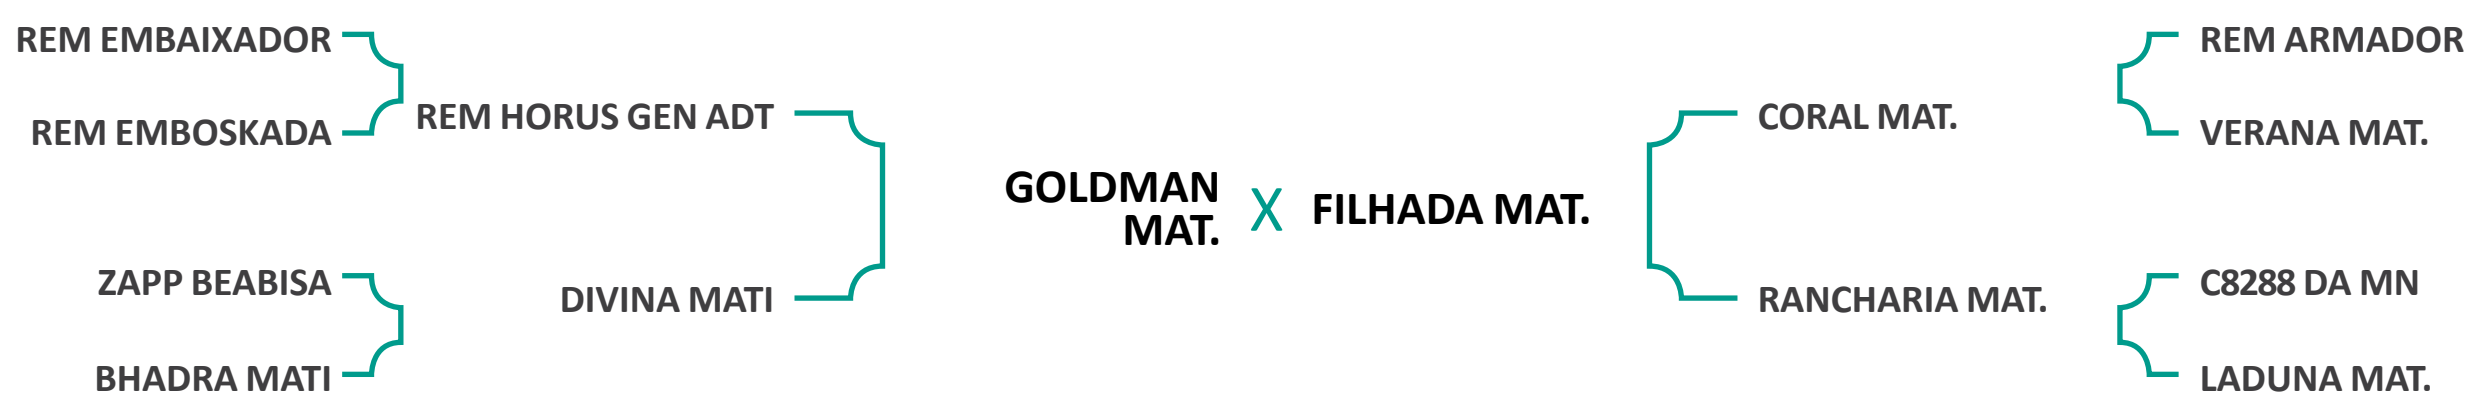 REM EMBAIXADOR
REM EMBOSKADA
REM HORUS GEN ADT
ZAPP BEABISA
BHADRA MATI
DIVINA MATI
GOLDMAN
MAT.
X
FILHADA MAT.
CORAL MAT.
REM ARMADOR
VERANA MAT.
RANCHARIA MAT.
C8288 DA MN
LADUNA MAT.